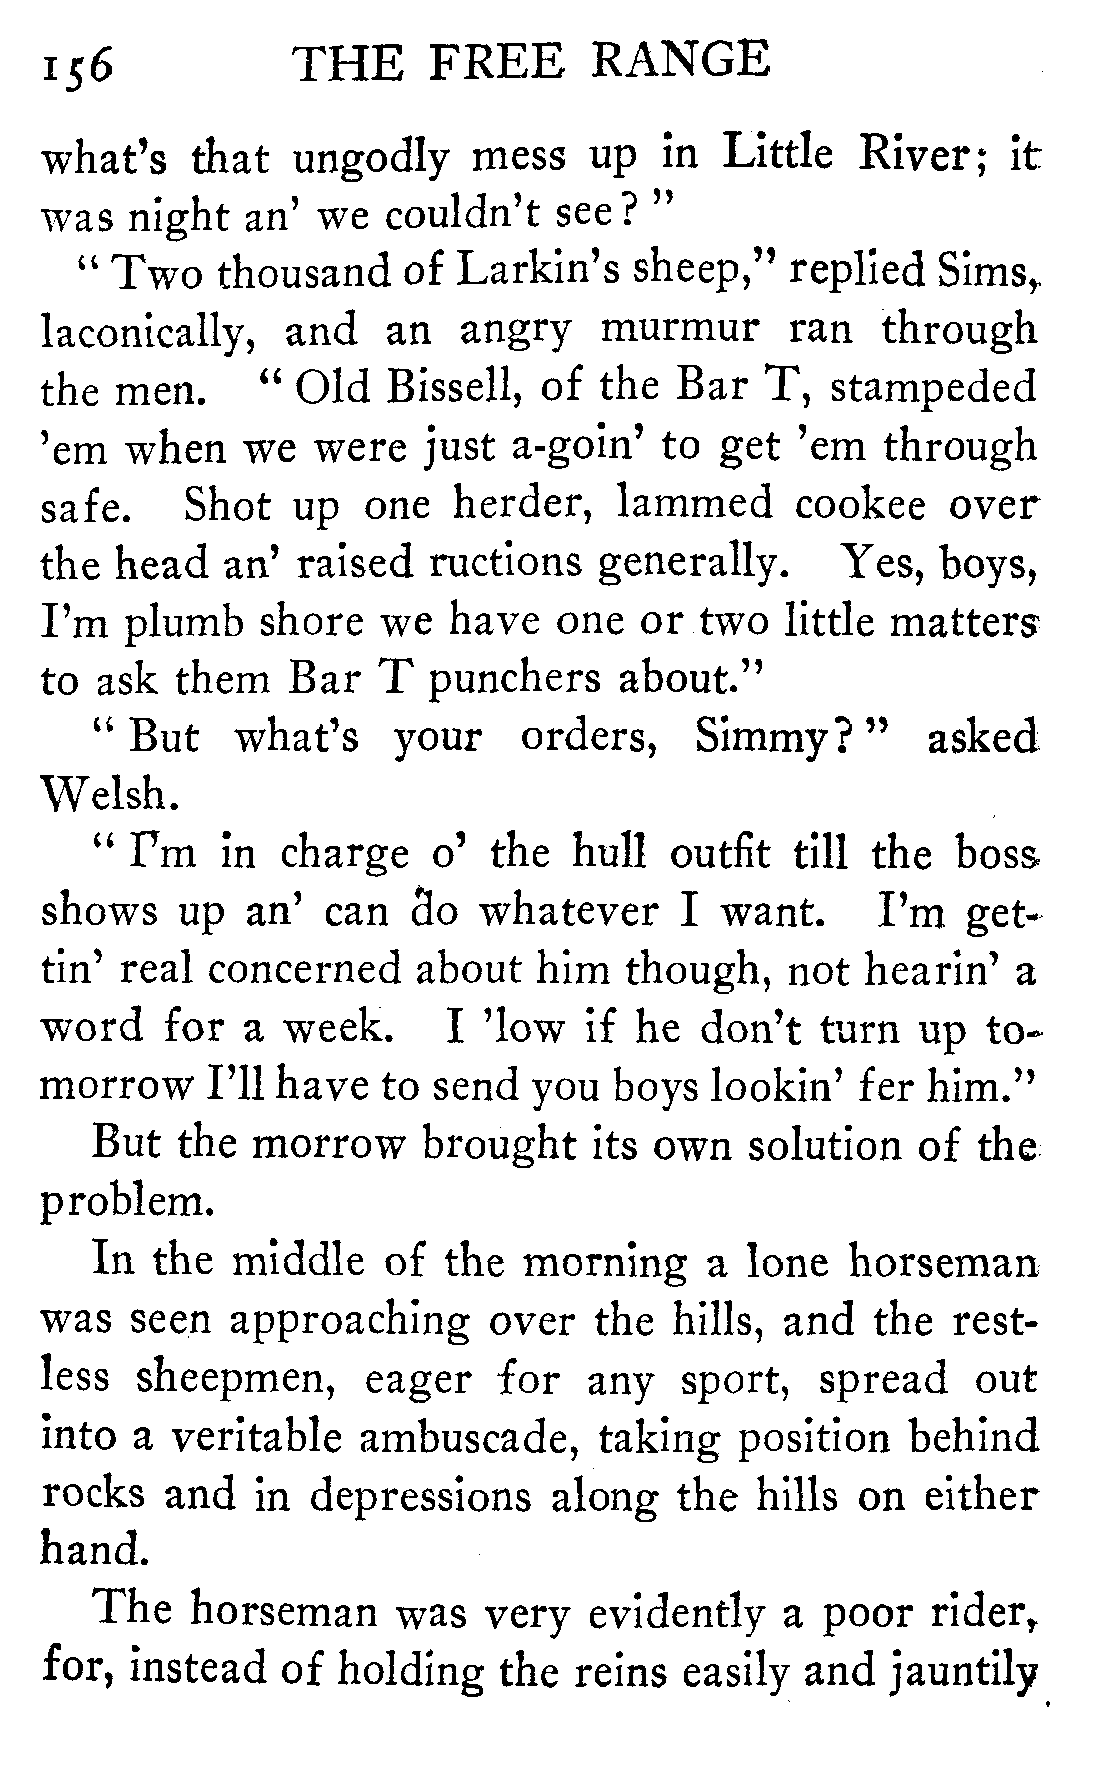 156 THE FREE RANGE
what's that ungodly mess up in Little River; it
was night an' we couldn't see? "
" Two thousand of Larkin's sheep," replied Sims,
laconically, and an angry murmur ran through
the men. " Old Bissell, of the Bar T, stampeded
'em when we were just a-goin' to get 'em through
safe. Shot up one herder, lammed cookee over
the head an' raised ructions generally. Yes, boys,
I'm plumb shore we have one or two little matters
to ask them Bar T punchers about."
" But what's your orders, Simmy? " asked
Welsh.
" I'm in charge o' the hull outfit till the boss
shows up an' can do whatever I want. I'm get-
tin' real concerned about him though, not hearin' a
word for a week. I 'low if he don't turn up to-
morrow I'll have to send you boys lookin' fer him."
But the morrow brought its own solution of the
problem.
In the middle of the morning a lone horseman
was seen approaching over the hills, and the rest-
less sheepmen, eager for any sport, spread out
into a veritable ambuscade, taking position behind
rocks and in depressions along the hills on either
hand.
The horseman was very evidently a poor rider,
for, instead of holding the reins easily and jauntily